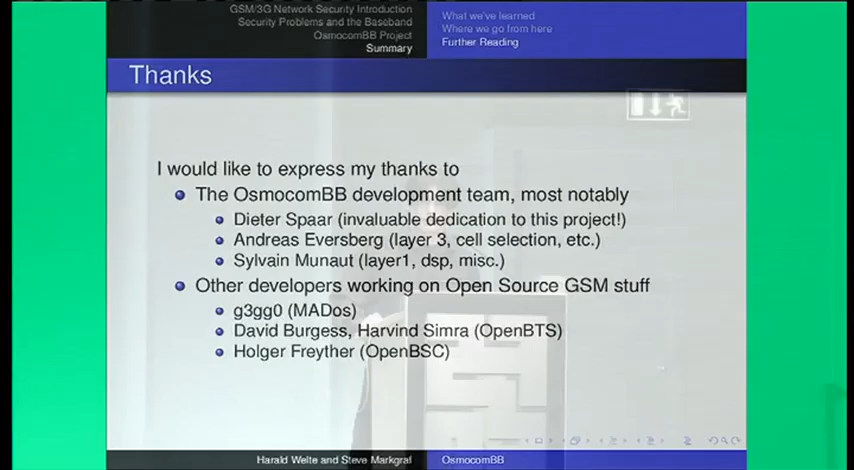 GSM/3G Network Security Introduction
Security Problems and the Baseband
OsmocomBB Project
Summary
What we've learned
Where we go from here
Further Reading
Thanks
I would like to express my thanks to
The OsmocomBB development team, most notably
Dieter Spaar (invaluable dedication to this project!)
Andreas Eversberg (layer 3, cell selection, etc.)
Sylvain Munaut (layer1, dsp, misc.)
Other developers working on Open Source GSM stuff
g3gg0 (MADos)
David Burgess, Harvind Simra (OpenBTS)
Holger Freyther (OpenBSC)
Harald Welte and Steve Markgraf
OsmocomBB